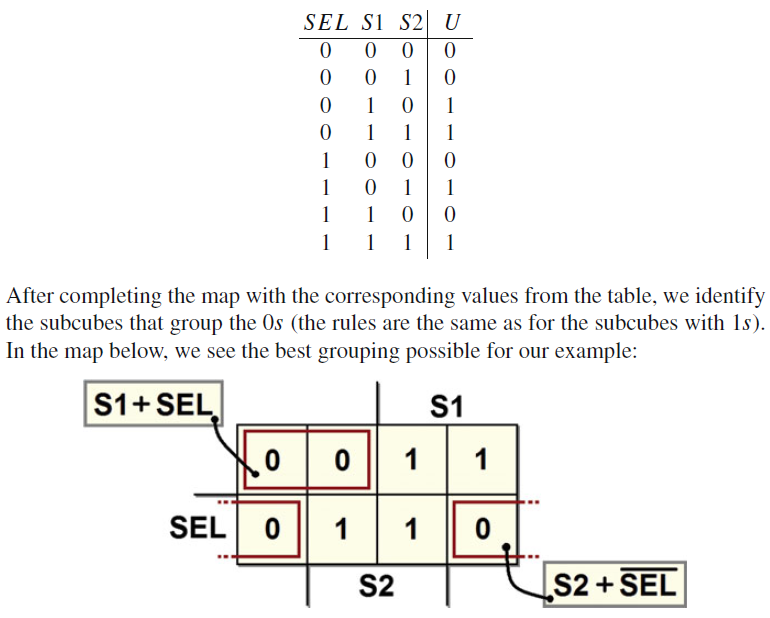 SEL S1 S2 U
0 0 0 0
0 0 1 0
0 1 0 1
0 1 1 1
1 0 0 0
1 0 1 1
1 1 0 0
1 1 1 1
After completing the map with the corresponding values from the table, we identify
the subcubes that group the 0s (the rules are the same as for the subcubes with 1s).
In the map below, we see the best grouping possible for our example:
S1+SEL
S1
0 0 1 1
SEL 0 1 1 0
S2
S2+S̅E̅L̅